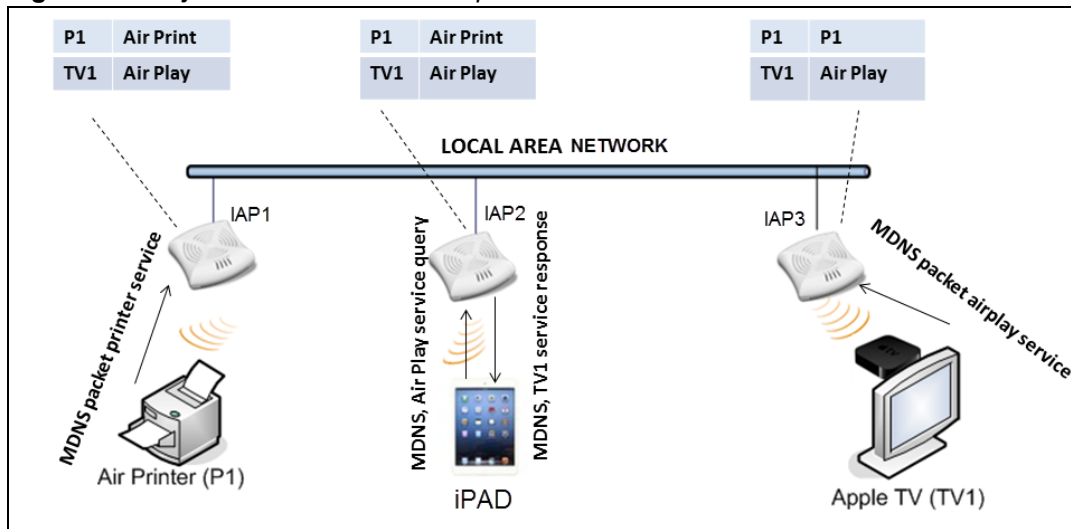 P1 Air Print
TV1 Air Play
P1 Air Print
TV1 Air Play
P1 P1
TV1 Air Play
LOCAL AREA NETWORK
IAP1
IAP2
IAP3
MDNS packet printer service
MDNS, Air Play service query
MDNS, TV1 service response
MDNS packet airplay service
tv
Air Printer (P1)
iPAD
Apple TV (TV1)